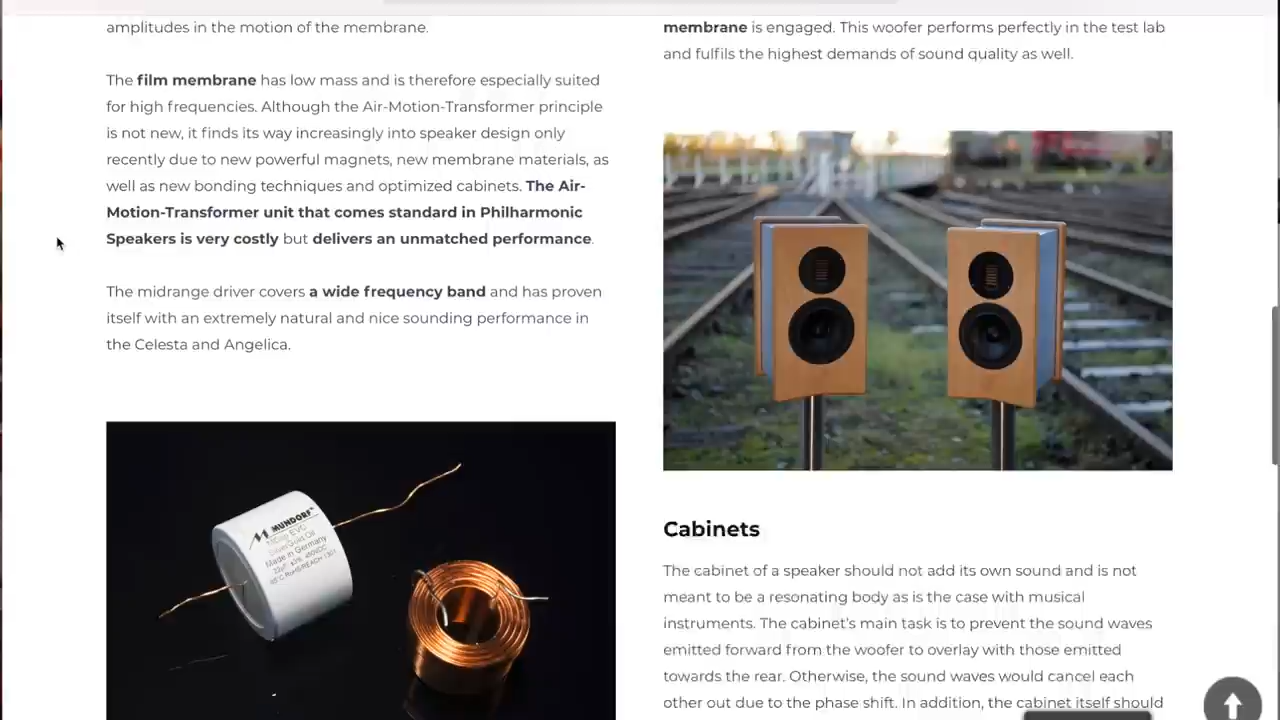 amplitudes in the motion of the membrane.
The film membrane has low mass and is therefore especially suited
for high frequencies. Although the Air-Motion-Transformer principle
is not new, it finds its way increasingly into speaker design only
recently due to new powerful magnets, new membrane materials, as
well as new bonding techniques and optimized cabinets. The Air-
Motion-Transformer unit that comes standard in Philharmonic
Speakers is very costly but delivers an unmatched performance.
The midrange driver covers a wide frequency band and has proven
itself with an extremely natural and nice sounding performance in
the Celesta and Angelica.
MUNDORF
MCap EVO
SilverGold.Oil
Made in Germany
membrane is engaged. This woofer performs perfectly in the test lab
and fulfils the highest demands of sound quality as well.
Cabinets
The cabinet of a speaker should not add its own sound and is not
meant to be a resonating body as is the case with musical
instruments. The cabinet's main task is to prevent the sound waves
emitted forward from the woofer to overlay with those emitted
towards the rear. Otherwise, the sound waves would cancel each
other out due to the phase shift. In addition, the cabinet itself should